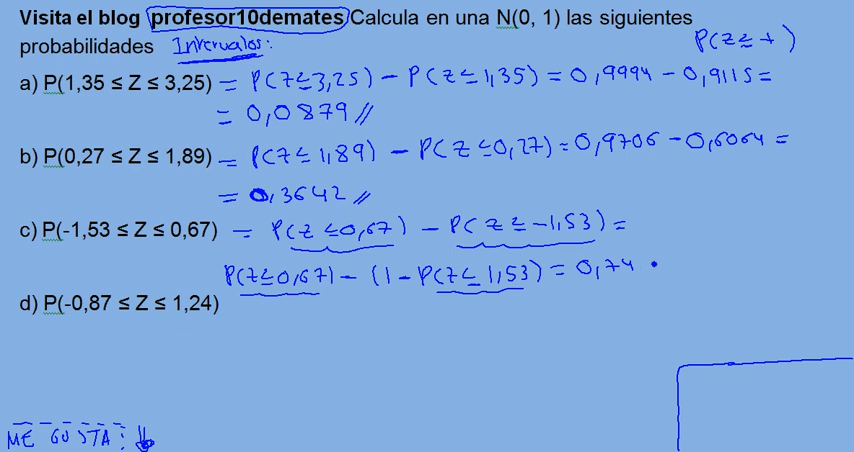 Visita el blog profesor10demates Calcula en una N(0, 1) las siguientes
probabilidades Intervalos: P(Z ≤ +)
a) P(1,35 ≤ Z ≤ 3,25) = P(Z ≤ 3,25) - P(Z ≤ 1,35) = 0,9994 - 0,9115 =
= 0,0879 //
b) P(0,27 ≤ Z ≤ 1,89) = P(Z ≤ 1,89) - P(Z ≤ 0,27) = 0,9706 - 0,6064 =
= 0,3642 //
c) P(-1,53 ≤ Z ≤ 0,67) = P(Z ≤ 0,67) - P(Z ≤ -1,53) =
P(Z ≤ 0,67) - (1 - P(Z ≤ 1,53) = 0,74
d) P(-0,87 ≤ Z ≤ 1,24)
ME GUSTA: